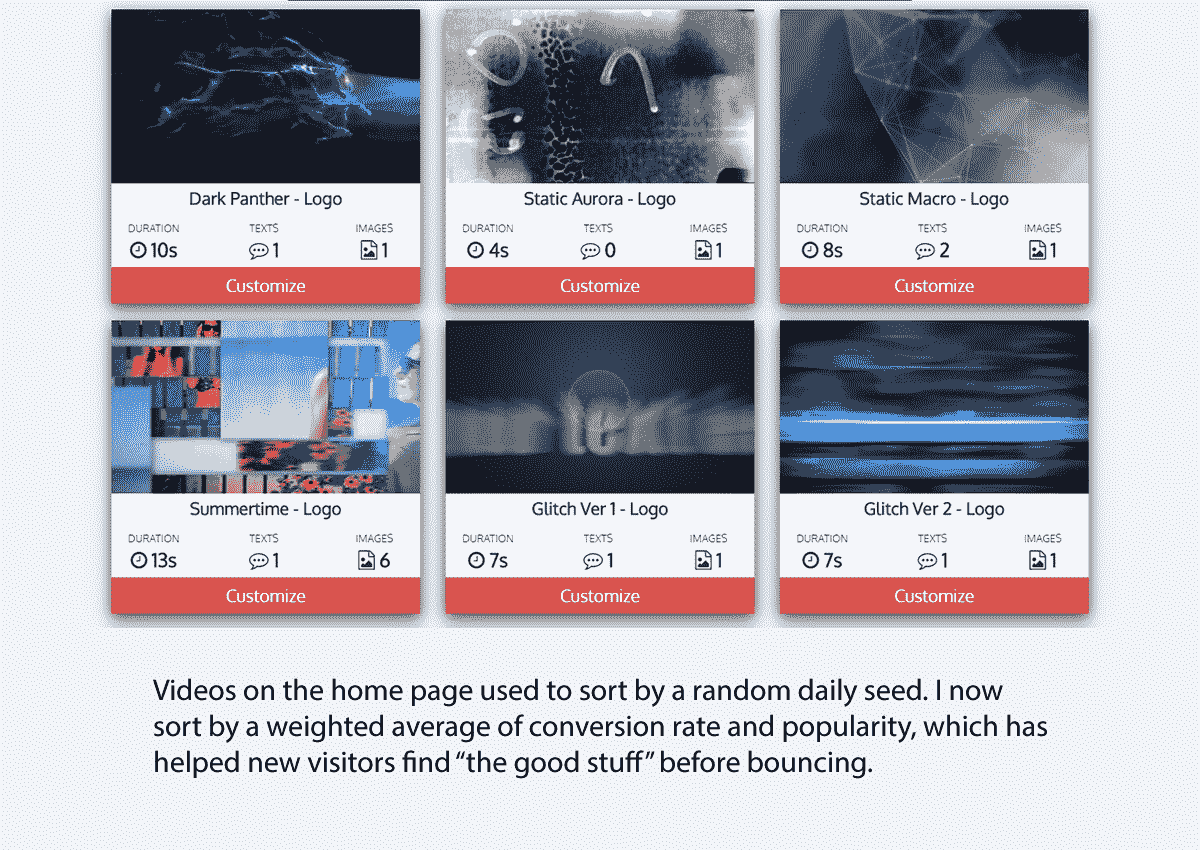 Dark Panther - Logo
DURATION TEXTS IMAGES
10s 1 1
Customize
Static Aurora - Logo
DURATION TEXTS IMAGES
4s 0 1
Customize
Static Macro - Logo
DURATION TEXTS IMAGES
8s 2 1
Customize
Summertime - Logo
DURATION TEXTS IMAGES
13s 1 6
Customize
text
Glitch Ver 1 - Logo
DURATION TEXTS IMAGES
7s 1 1
Customize
Glitch Ver 2 - Logo
DURATION TEXTS IMAGES
7s 1 1
Customize
Videos on the home page used to sort by a random daily seed. I now
sort by a weighted average of conversion rate and popularity, which has
helped new visitors find “the good stuff” before bouncing.